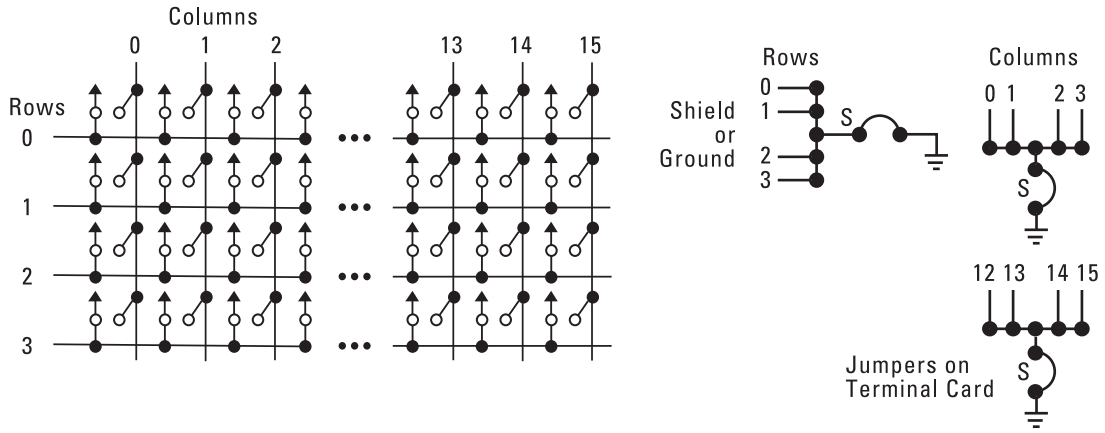 Columns
0 1 2 13 14 15
Rows
0
1
2
3
Rows
0
1
2
3
Shield
or
Ground
S
Columns
0 1 2 3
S
12 13 14 15
S
Jumpers on
Terminal Card